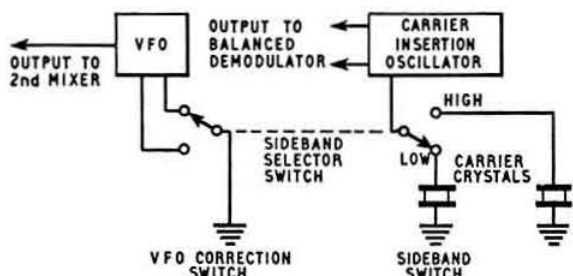 VFO
OUTPUT TO
2nd MIXER
OUTPUT TO
BALANCED
DEMODULATOR
CARRIER
INSERTION
OSCILLATOR
HIGH
SIDEBAND
SELECTOR
SWITCH
LOW
CARRIER
CRYSTALS
VFO CORRECTION
SWITCH
SIDEBAND
SWITCH